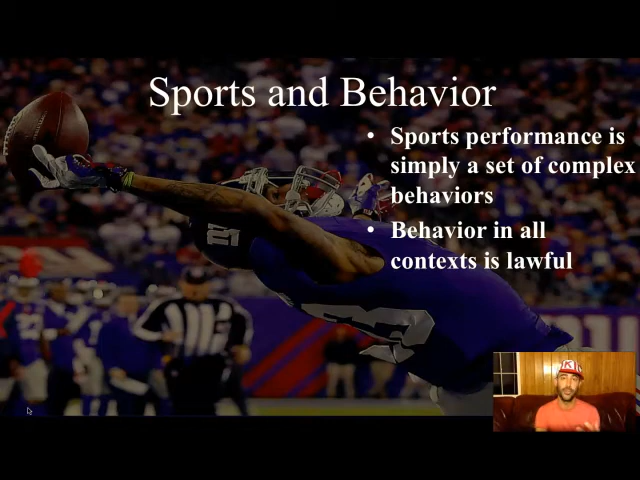 Sports and Behavior
• Sports performance is
simply a set of complex
behaviors
• Behavior in all
contexts is lawful